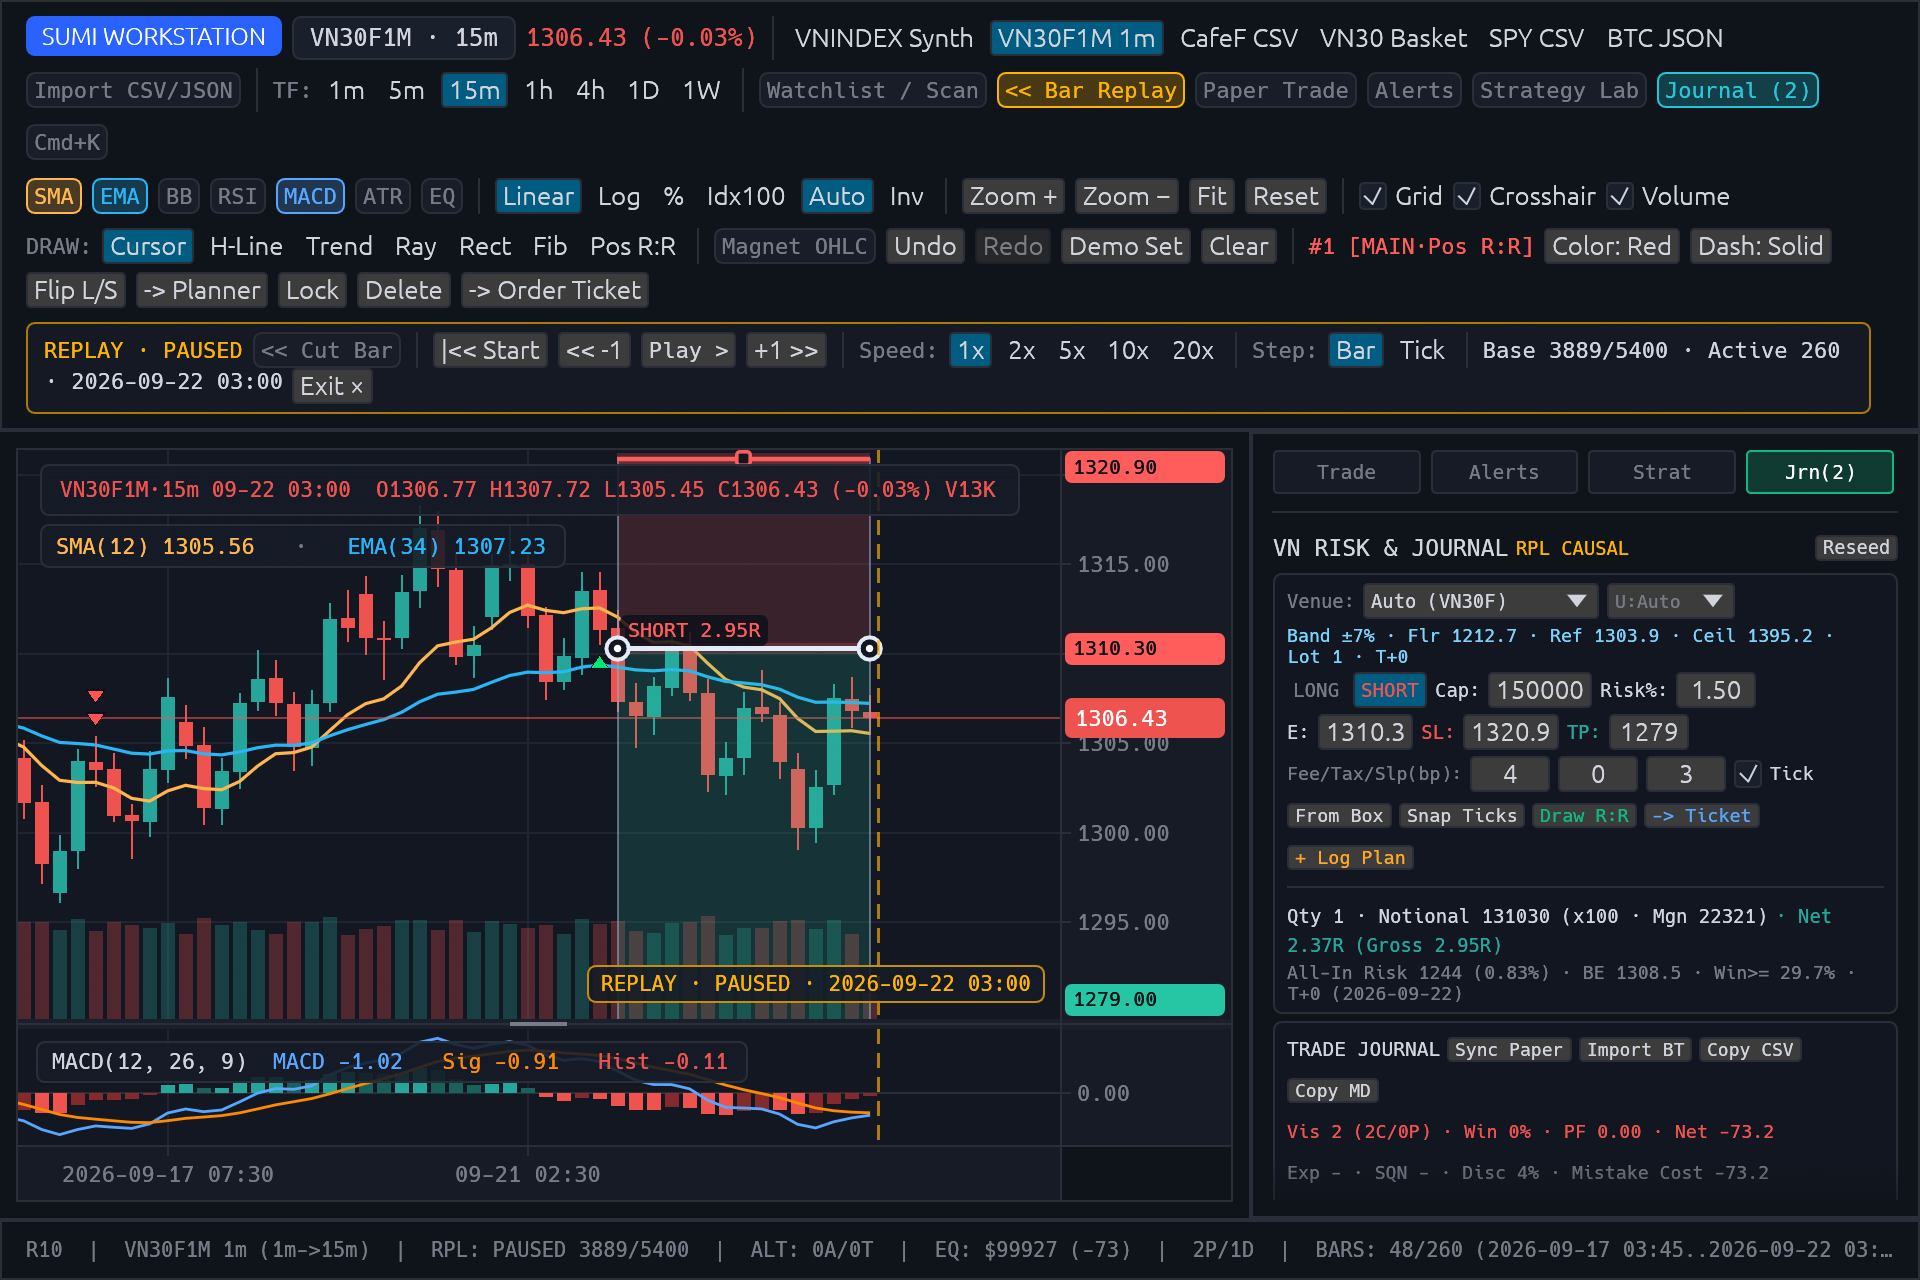 SUMI WORKSTATION VN30F1M · 15m 1306.43 (-0.03%) VNINDEX Synth VN30F1M 1m CafeF CSV VN30 Basket SPY CSV BTC JSON
Import CSV/JSON TF: 1m 5m 15m 1h 4h 1D 1W Watchlist / Scan << Bar Replay Paper Trade Alerts Strategy Lab Journal (2)
Cmd+K
SMA EMA BB RSI MACD ATR EQ Linear Log % Idx100 Auto Inv Zoom + Zoom − Fit Reset Grid Crosshair Volume
DRAW: Cursor H-Line Trend Ray Rect Fib Pos R:R Magnet OHLC Undo Redo Demo Set Clear #1 [MAIN·Pos R:R] Color: Red Dash: Solid
Flip L/S -> Planner Lock Delete -> Order Ticket
REPLAY · PAUSED << Cut Bar |<< Start << -1 Play > +1 >> Speed: 1x 2x 5x 10x 20x Step: Bar Tick Base 3889/5400 · Active 260
· 2026-09-22 03:00 Exit ×
VN30F1M·15m 09-22 03:00 O1306.77 H1307.72 L1305.45 C1306.43 (-0.03%) V13K
SMA(12) 1305.56 · EMA(34) 1307.23
SHORT 2.95R
1320.90
1315.00
1310.30
1306.43
1305.00
1300.00
1295.00
1279.00
REPLAY · PAUSED · 2026-09-22 03:00
MACD(12, 26, 9) MACD -1.02 Sig -0.91 Hist -0.11
0.00
2026-09-17 07:30 09-21 02:30
Trade Alerts Strat Jrn(2)
VN RISK & JOURNAL RPL CAUSAL Reseed
Venue: Auto (VN30F) U:Auto
Band ±7% · Flr 1212.7 · Ref 1303.9 · Ceil 1395.2 ·
Lot 1 · T+0
LONG SHORT Cap: 150000 Risk%: 1.50
E: 1310.3 SL: 1320.9 TP: 1279
Fee/Tax/Slp(bp): 4 0 3 Tick
From Box Snap Ticks Draw R:R -> Ticket
+ Log Plan
Qty 1 · Notional 131030 (x100 · Mgn 22321) · Net
2.37R (Gross 2.95R)
All-In Risk 1244 (0.83%) · BE 1308.5 · Win>= 29.7% ·
T+0 (2026-09-22)
TRADE JOURNAL Sync Paper Import BT Copy CSV
Copy MD
Vis 2 (2C/0P) · Win 0% · PF 0.00 · Net -73.2
Exp - · SQN - · Disc 4% · Mistake Cost -73.2
R10 | VN30F1M 1m (1m->15m) | RPL: PAUSED 3889/5400 | ALT: 0A/0T | EQ: $99927 (-73) | 2P/1D | BARS: 48/260 (2026-09-17 03:45..2026-09-22 03:…